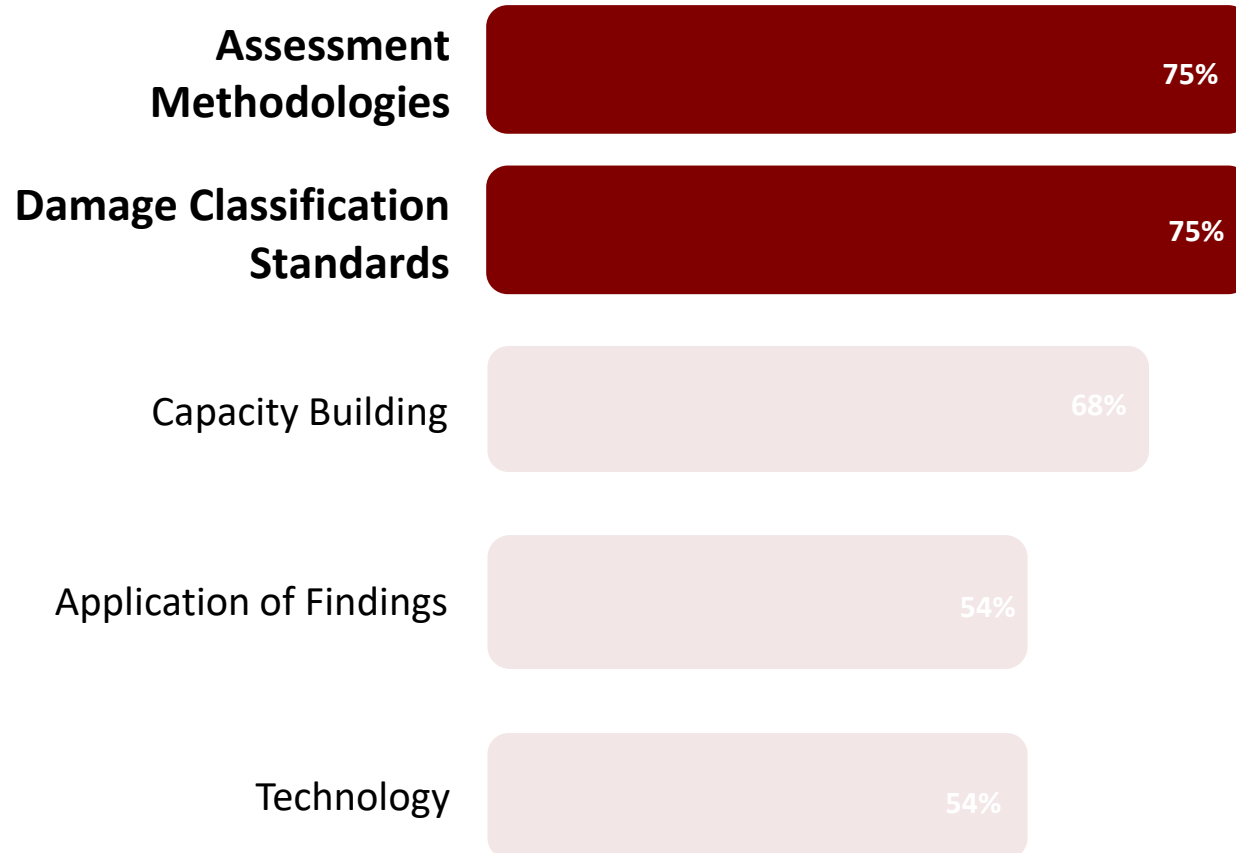 Assessment
Methodologies
75%
Damage Classification
Standards
75%
Capacity Building
68%
Application of Findings
54%
Technology
54%